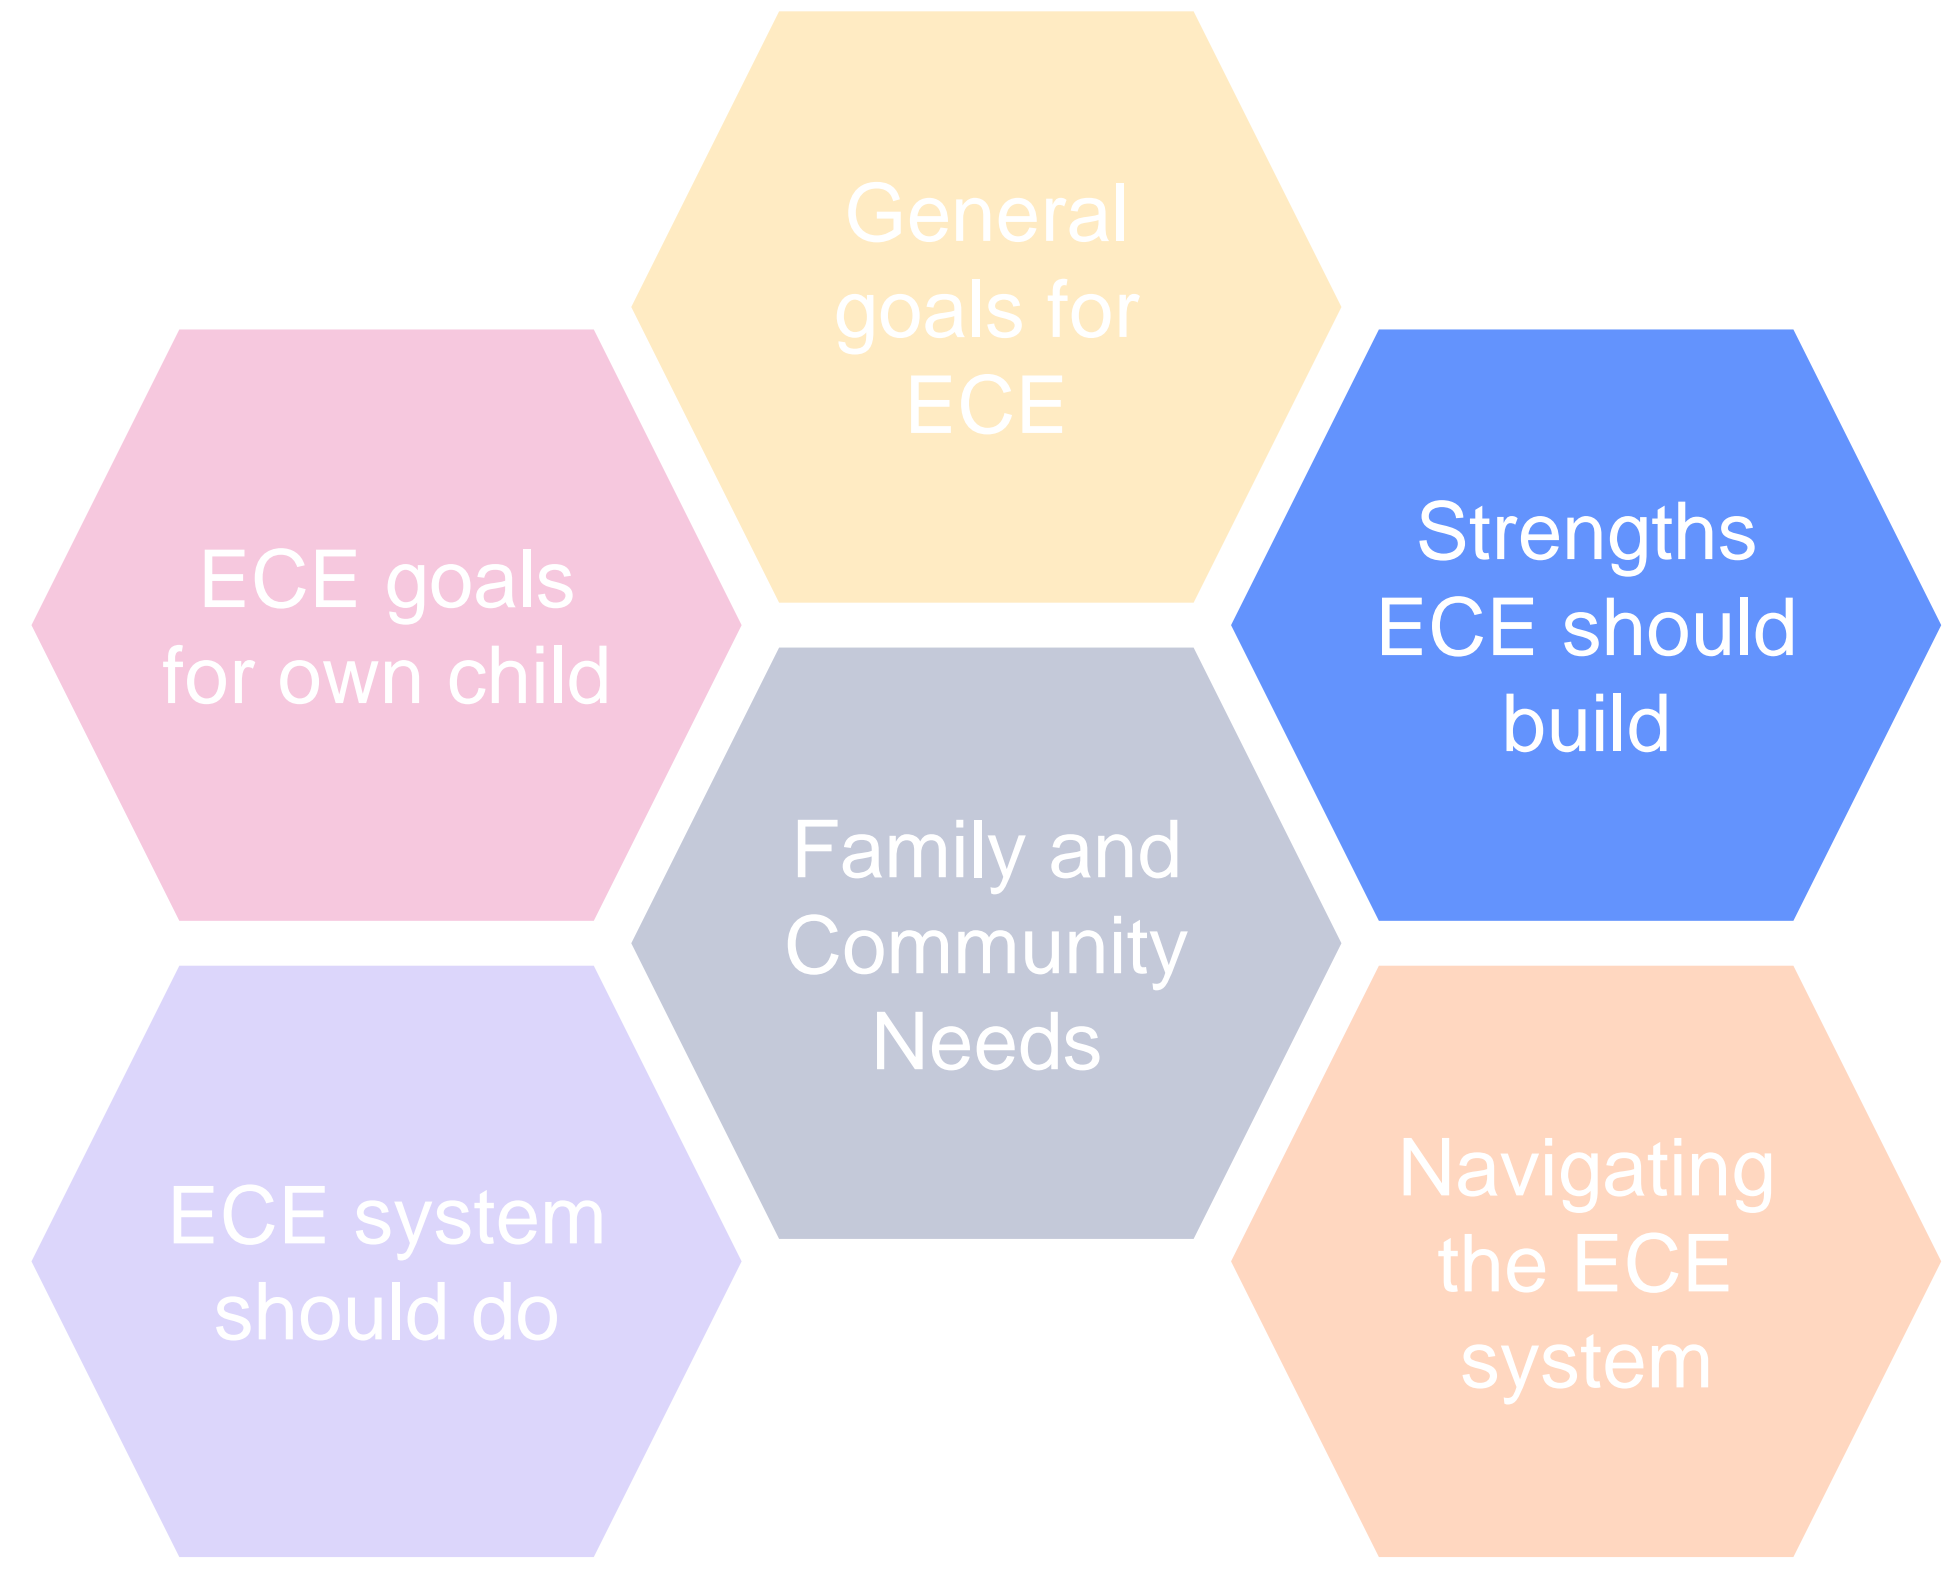 General
goals for
ECE
ECE goals
for own child
Strengths
ECE should
build
Family and
Community
Needs
ECE system
should do
Navigating
the ECE
system